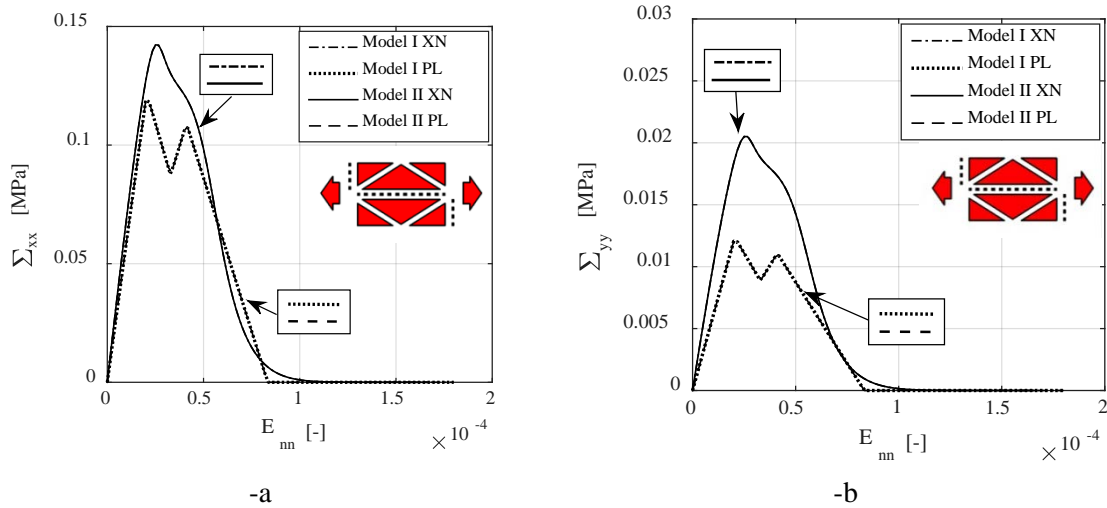 0.15
0.1
0.05
0
Σxx [MPa]
Model I XN
Model I PL
Model II XN
Model II PL
0 0.5 1 1.5 2
E nn [-]
× 10 -4
-a
0.03
0.025
0.02
0.015
0.01
0.005
0
Σyy [MPa]
Model I XN
Model I PL
Model II XN
Model II PL
0 0.5 1 1.5 2
E nn [-]
× 10 -4
-b